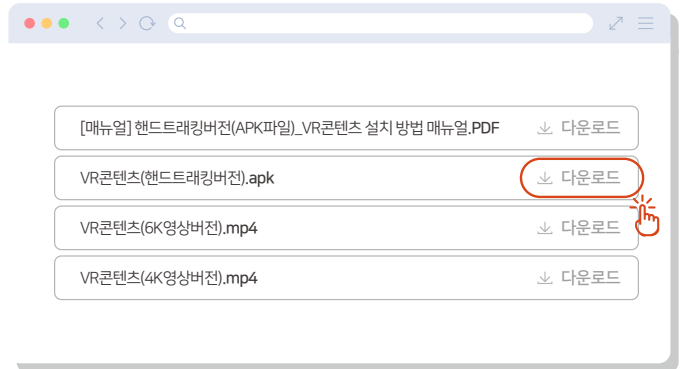 [매뉴얼] 핸드트래킹버전(APK파일)_VR콘텐츠 설치 방법 매뉴얼.PDF 다운로드
VR콘텐츠(핸드트래킹버전).apk 다운로드
VR콘텐츠(6K영상버전).mp4 다운로드
VR콘텐츠(4K영상버전).mp4 다운로드